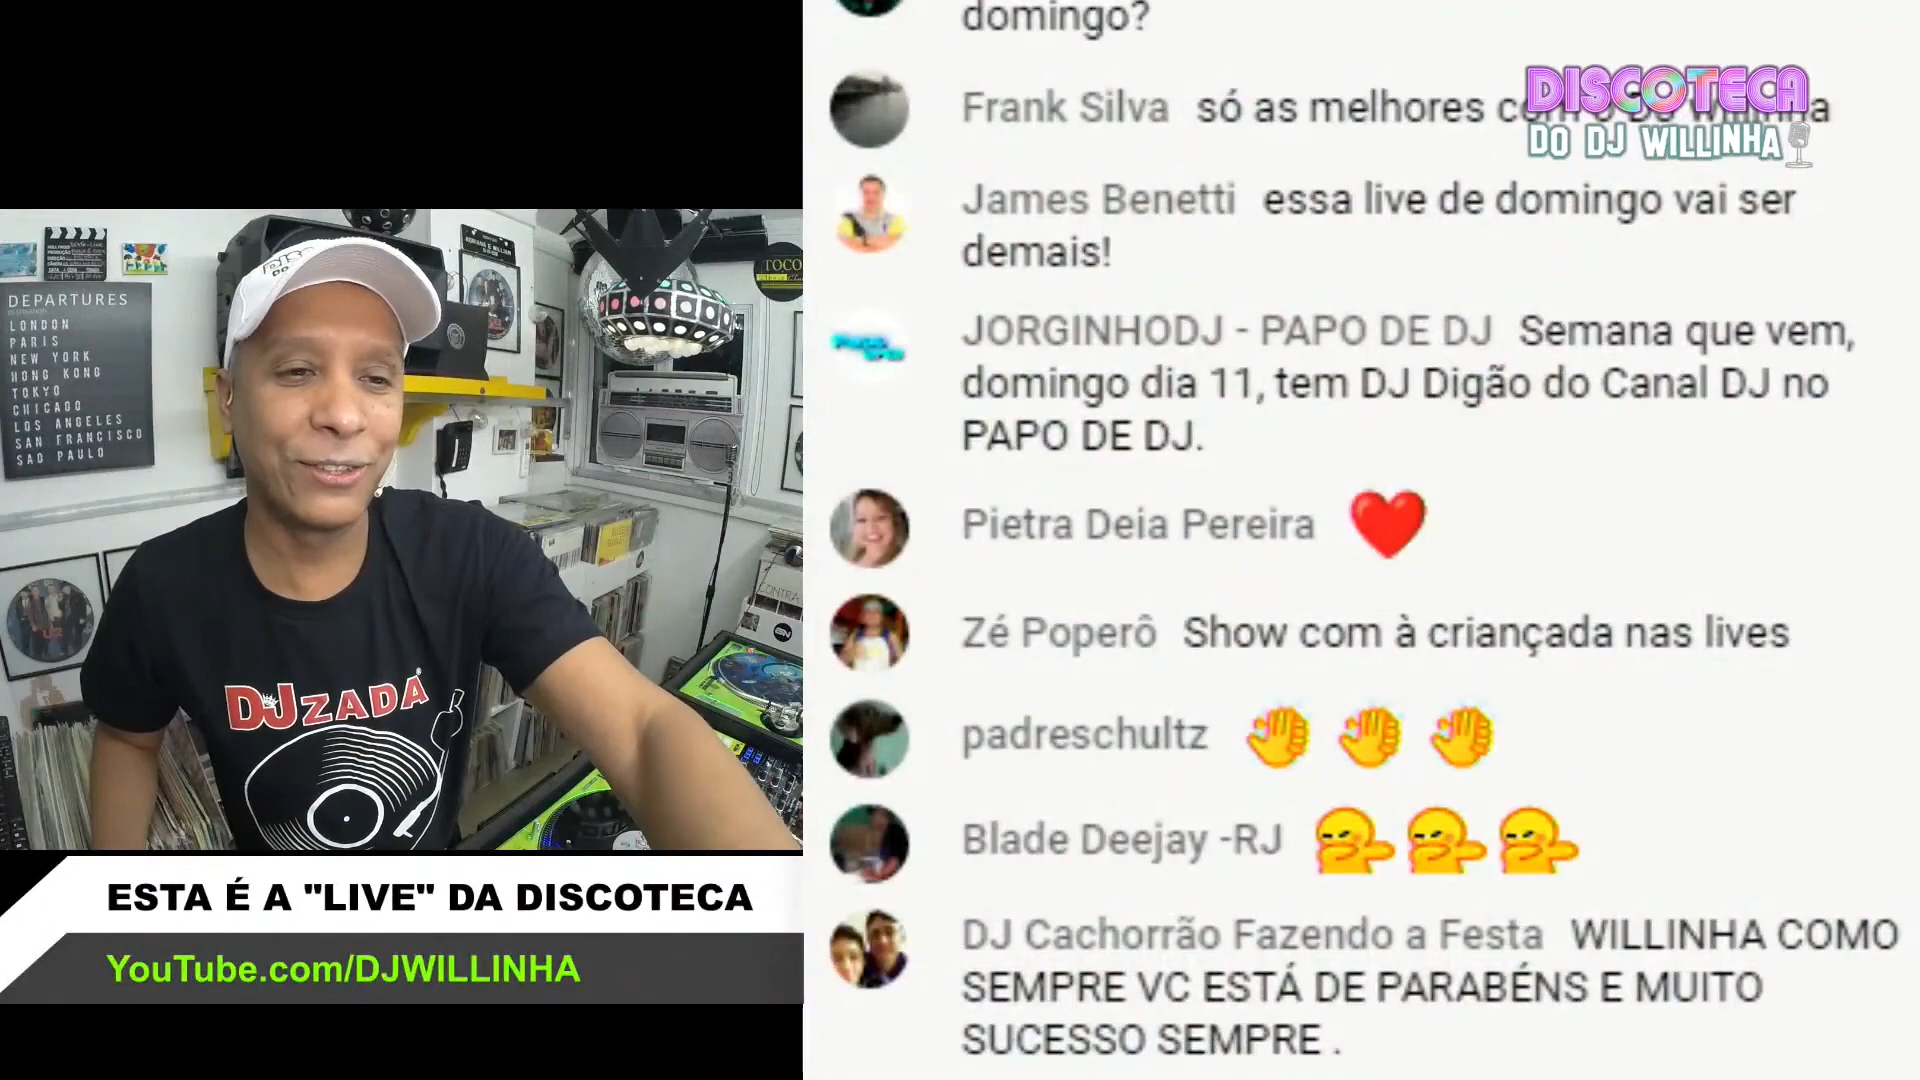 domingo?
Frank Silva só as melhores
DISCOTECA
DO DJ WILLINHA
James Benetti essa live de domingo vai ser
demais!
JORGINHODJ - PAPO DE DJ Semana que vem,
domingo dia 11, tem DJ Digão do Canal DJ no
PAPO DE DJ.
Pietra Deia Pereira
Zé Poperô Show com à criançada nas lives
padreschultz
Blade Deejay -RJ
DJ Cachorrão Fazendo a Festa WILLINHA COMO
SEMPRE VC ESTÁ DE PARABÉNS E MUITO
SUCESSO SEMPRE .
DEPARTURES
LONDON
PARIS
NEW YORK
HONG KONG
TOKYO
CHICAGO
LOS ANGELES
SAN FRANCISCO
SAO PAULO
TOCO
CONTRA
U2
DJZADA
ESTA É A "LIVE" DA DISCOTECA
YouTube.com/DJWILLINHA